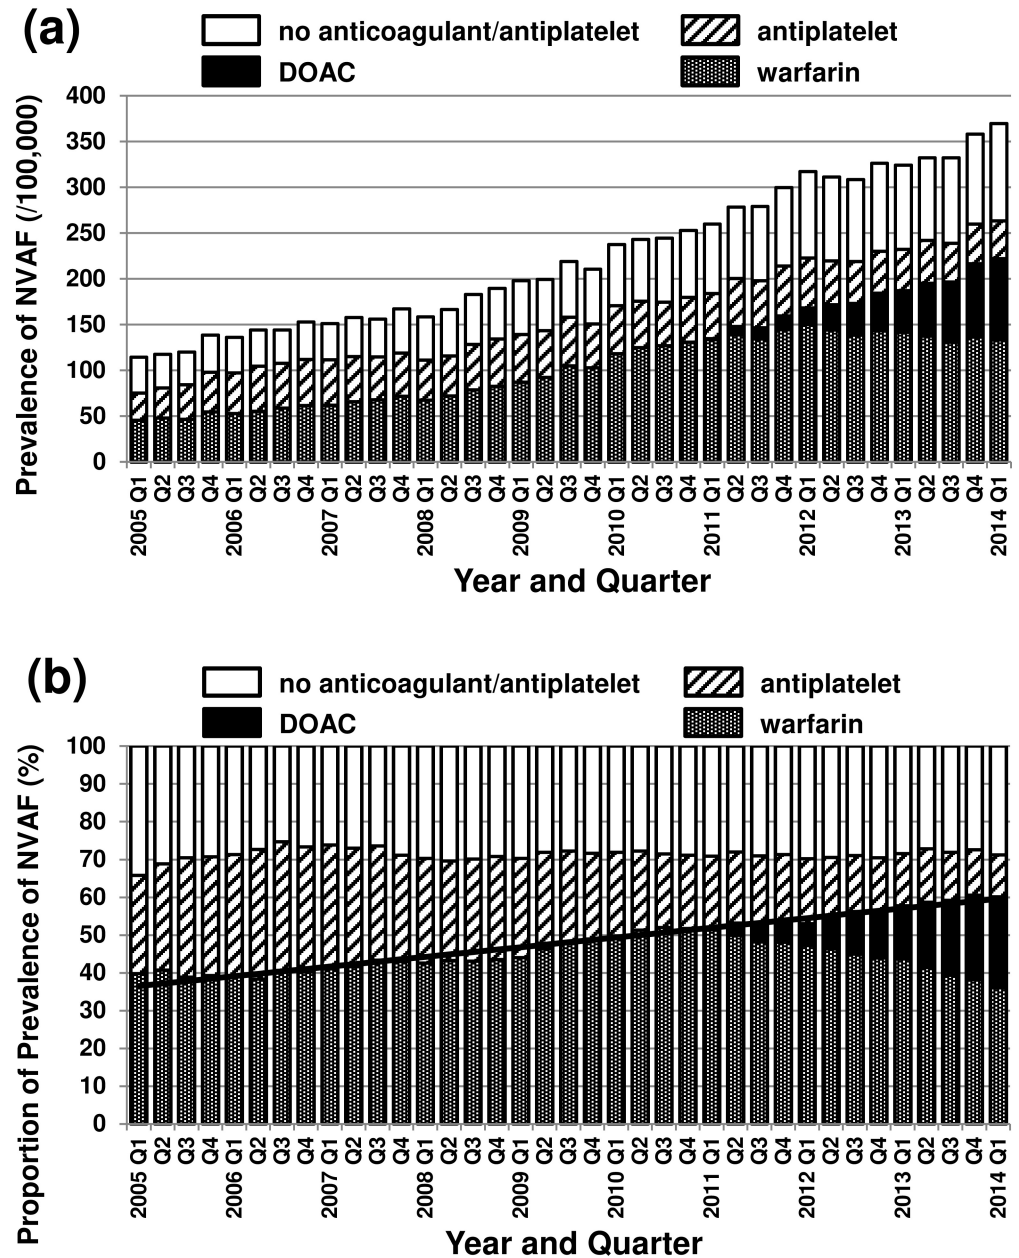 (a)
no anticoagulant/antiplatelet antiplatelet
DOAC warfarin
Prevalence of NVAF (/100,000)
400
350
300
250
200
150
100
50
0
Q1 Q2 Q3 Q4 Q1 Q2 Q3 Q4 Q1 Q2 Q3 Q4 Q1 Q2 Q3 Q4 Q1 Q2 Q3 Q4 Q1 Q2 Q3 Q4 Q1 Q2 Q3 Q4 Q1 Q2 Q3 Q4 Q1 Q2 Q3 Q4 Q1
2005 2006 2007 2008 2009 2010 2011 2012 2013 2014
Year and Quarter
(b)
no anticoagulant/antiplatelet antiplatelet
DOAC warfarin
Proportion of Prevalence of NVAF (%)
100
90
80
70
60
50
40
30
20
10
0
Q1 Q2 Q3 Q4 Q1 Q2 Q3 Q4 Q1 Q2 Q3 Q4 Q1 Q2 Q3 Q4 Q1 Q2 Q3 Q4 Q1 Q2 Q3 Q4 Q1 Q2 Q3 Q4 Q1 Q2 Q3 Q4 Q1 Q2 Q3 Q4 Q1
2005 2006 2007 2008 2009 2010 2011 2012 2013 2014
Year and Quarter